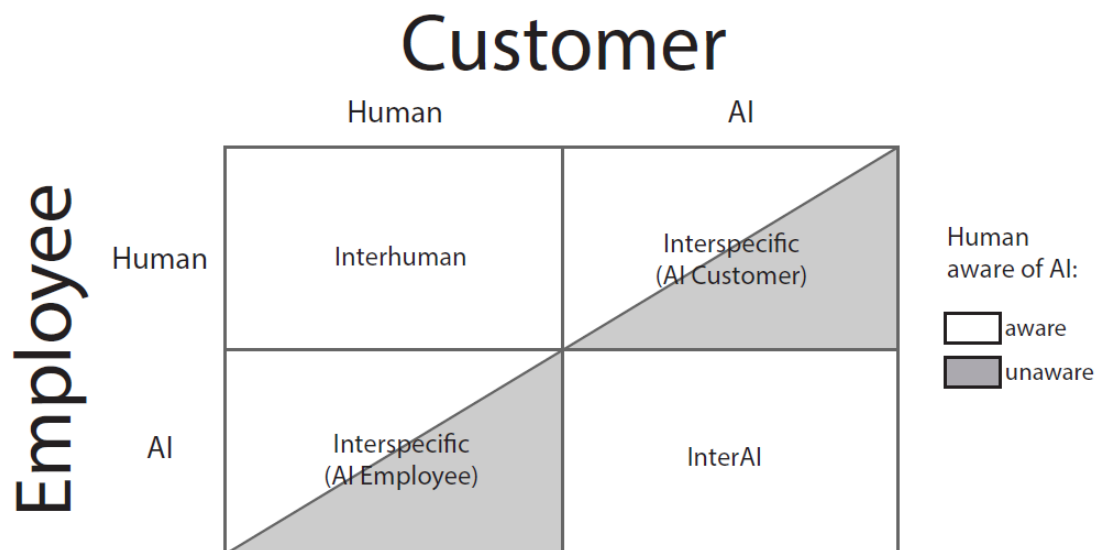 Customer
Human
AI
Employee
Human
Interhuman
Interspecific
(AI Customer)
Human
aware of AI:
aware
unaware
AI
Interspecific
(AI Employee)
InterAI